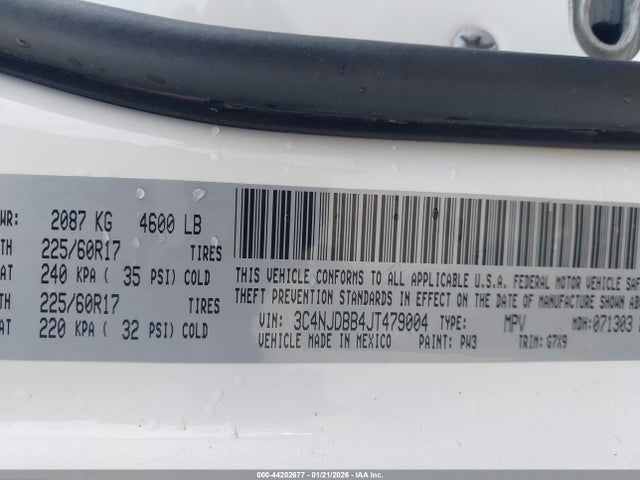 WR: 2087 KG 4600 LB
TH 225/60R17 TIRES
AT 240 KPA ( 35 PSI) COLD
TH 225/60R17 TIRES
AT 220 KPA ( 32 PSI) COLD
THIS VEHICLE CONFORMS TO ALL APPLICABLE U.S.A. FEDERAL MOTOR VEHICLE SAF
THEFT PREVENTION STANDARDS IN EFFECT ON THE DATE OF MANUFACTURE SHOWN AB
VIN: 3C4NJDBB4JT479004 TYPE: MPV MDH:071303
VEHICLE MADE IN MEXICO PAINT: PW3 TRIM: G7X9
000-44202677 - 01/21/2026 - IAA Inc.